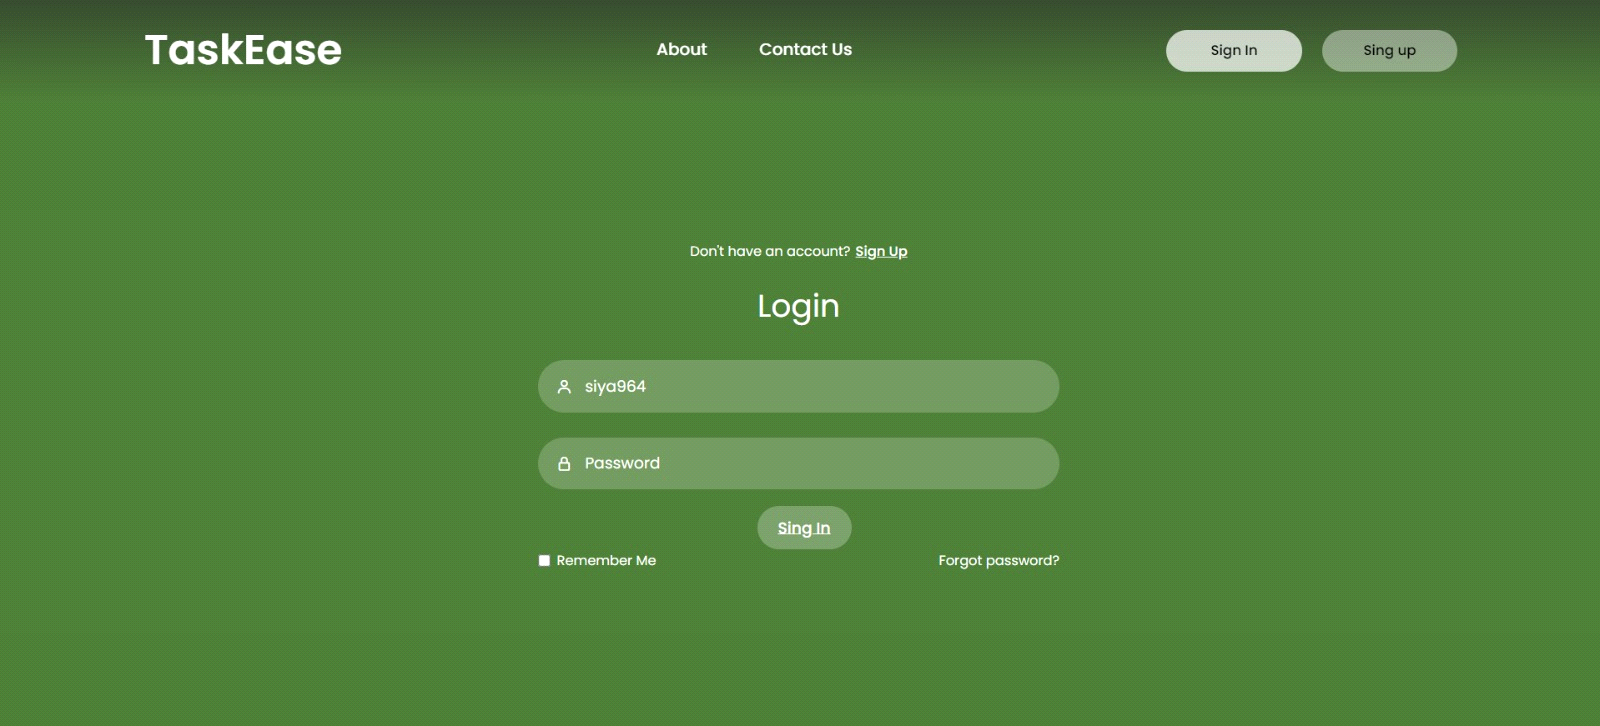 TaskEase
About
Contact Us
Sign In
Sing up
Don't have an account? Sign Up
Login
siya964
Password
Sing In
Remember Me
Forgot password?